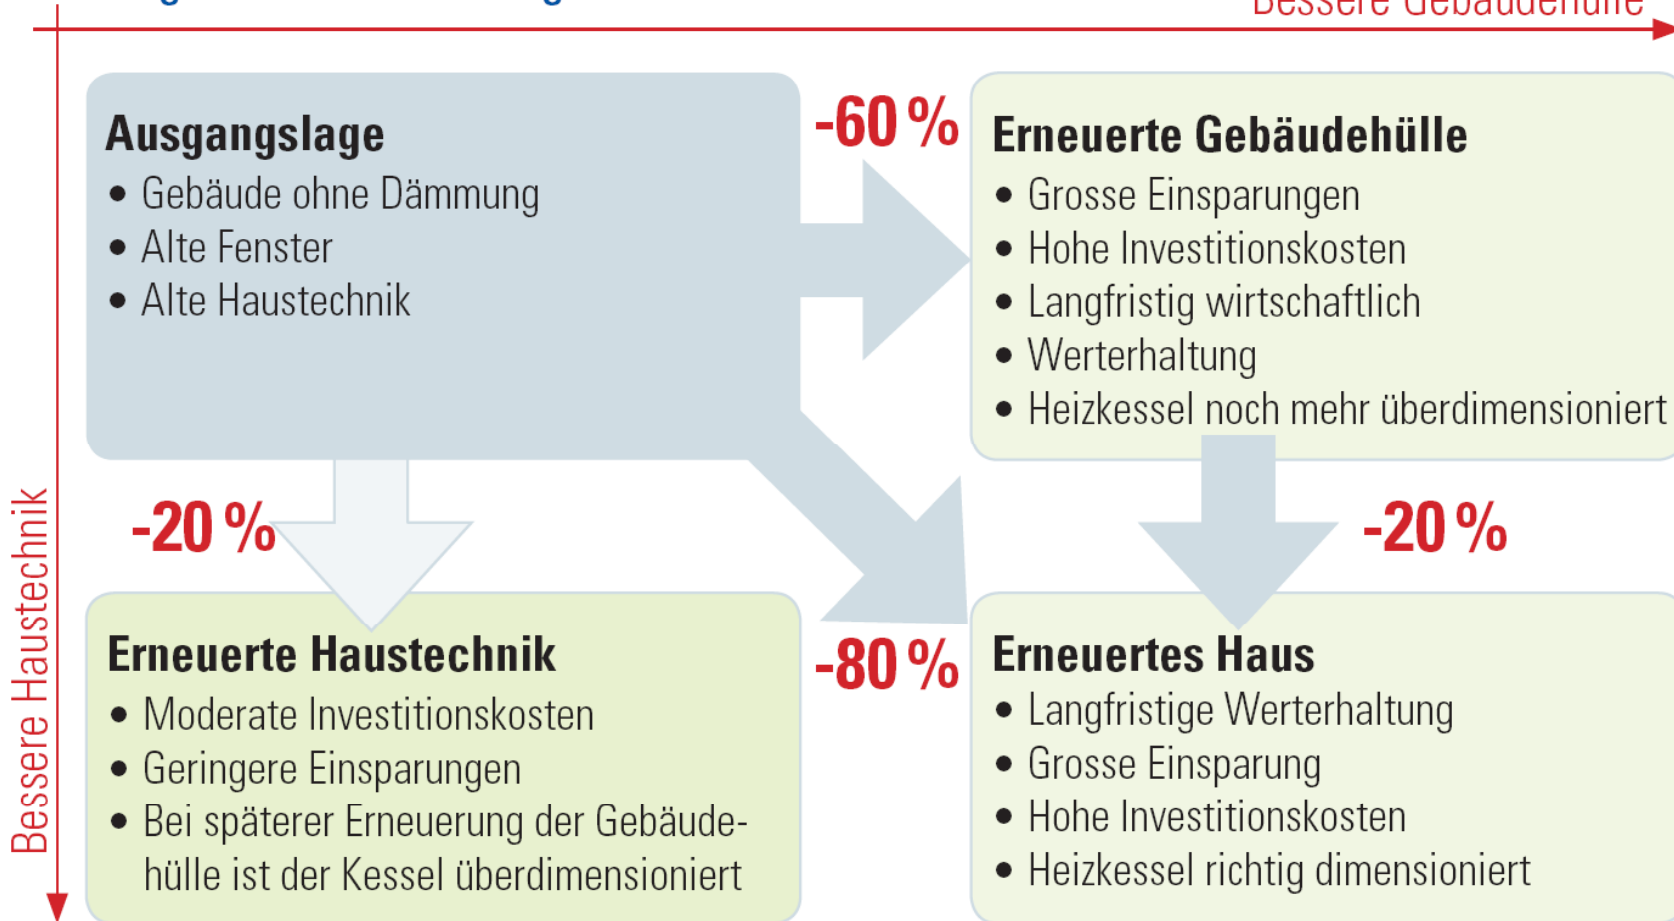 Bessere Gebäudehülle
Ausgangslage
• Gebäude ohne Dämmung
• Alte Fenster
• Alte Haustechnik
-60 %
Erneuerte Gebäudehülle
• Grosse Einsparungen
• Hohe Investitionskosten
• Langfristig wirtschaftlich
• Werterhaltung
• Heizkessel noch mehr überdimensioniert
Bessere Haustechnik
-20 %
-20 %
Erneuerte Haustechnik
• Moderate Investitionskosten
• Geringere Einsparungen
• Bei späterer Erneuerung der Gebäude-
hülle ist der Kessel überdimensioniert
-80 %
Erneuertes Haus
• Langfristige Werterhaltung
• Grosse Einsparung
• Hohe Investitionskosten
• Heizkessel richtig dimensioniert